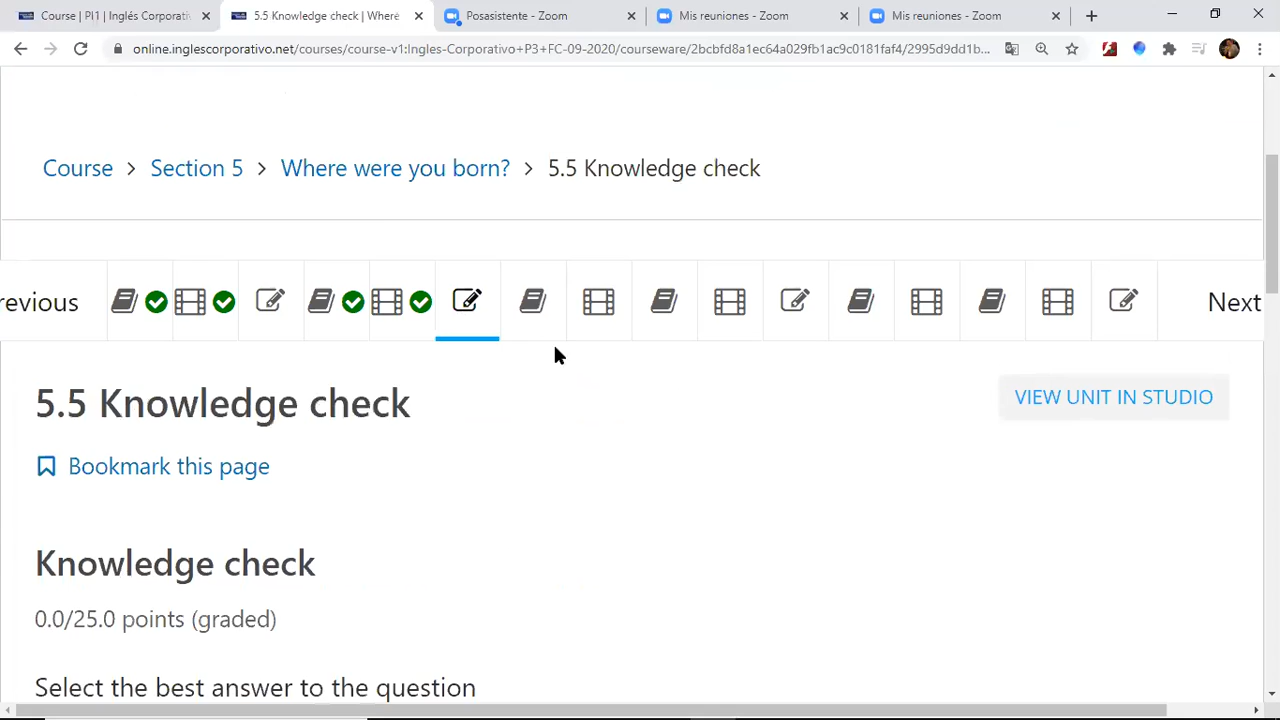 Course | PI1 | Inglés Corporati
5.5 Knowledge check | Where
Posasistente - Zoom
Mis reuniones - Zoom
Mis reuniones - Zoom
online.inglescorporativo.net/courses/course-v1:Ingles-Corporativo+P3+FC-09-2020/courseware/2bcbfd8a1ec64a029fb1ac9c0181faf4/2995d9dd1b...
Course > Section 5 > Where were you born? > 5.5 Knowledge check
revious
Next
5.5 Knowledge check
VIEW UNIT IN STUDIO
Bookmark this page
Knowledge check
0.0/25.0 points (graded)
Select the best answer to the question